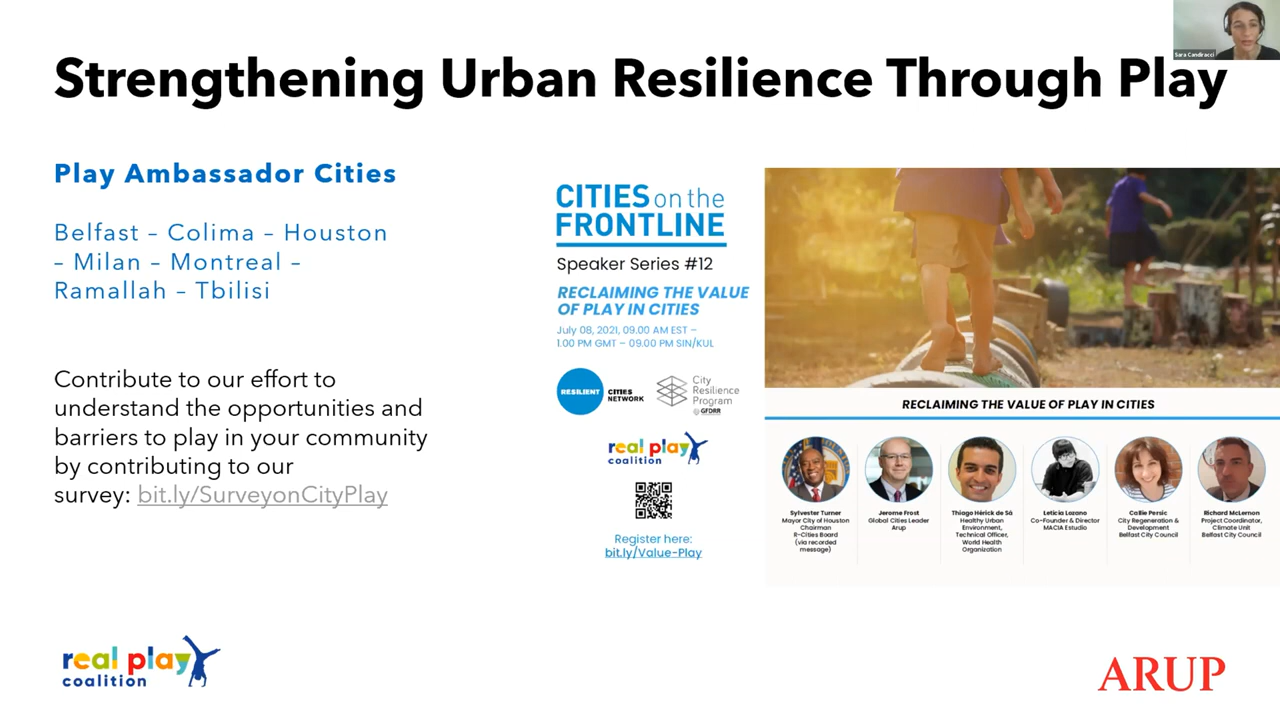 Sara Candiracci
Strengthening Urban Resilience Through Play
Play Ambassador Cities
Belfast – Colima – Houston
– Milan – Montreal –
Ramallah – Tbilisi
Contribute to our effort to
understand the opportunities and
barriers to play in your community
by contributing to our
survey: bit.ly/SurveyonCityPlay
CITIES on the
FRONTLINE
Speaker Series #12
RECLAIMING THE VALUE
OF PLAY IN CITIES
July 08, 2021, 09.00 AM EST –
1.00 PM GMT – 09.00 PM SIN/KUL
RESILIENT CITIES
NETWORK
City
Resilience
Program
GFDRR
real play
coalition
Register here:
bit.ly/Value-Play
RECLAIMING THE VALUE OF PLAY IN CITIES
Sylvester Turner
Mayor City of Houston
Chairman
R-Cities Board
(via recorded
message)
Jerome Frost
Global Cities Leader
Arup
Thiago Hérick de Sá
Healthy Urban
Environment,
Technical Officer,
World Health
Organization
Leticia Lozano
Co-Founder & Director
MACIA Estudio
Callie Persic
City Regeneration &
Development
Belfast City Council
Richard McLernon
Project Coordinator,
Climate Unit
Belfast City Council
real play
coalition
ARUP